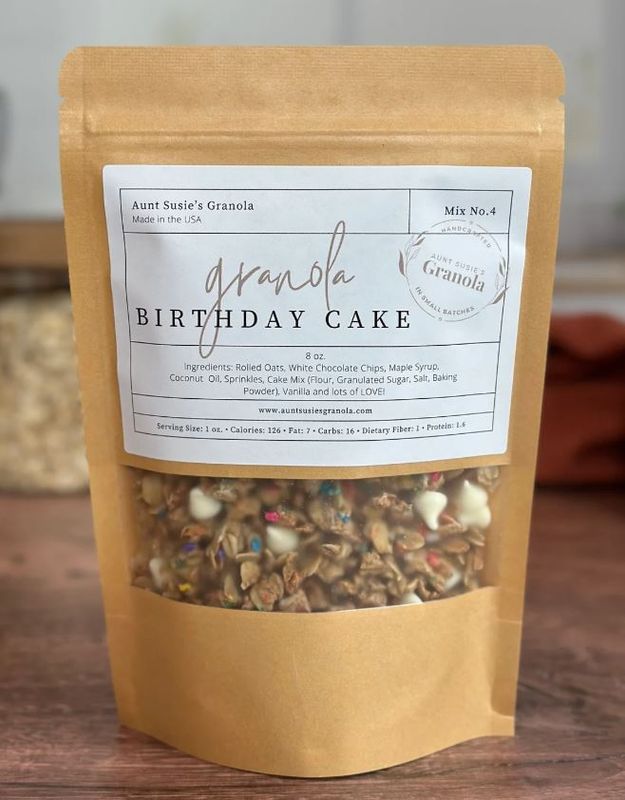 Aunt Susie's Granola
Made in the USA
Mix No.4
HANDCRAFTED
AUNT SUSIE'S
Granola
IN SMALL BATCHES
granola
BIRTHDAY CAKE
8 oz.
Ingredients: Rolled Oats, White Chocolate Chips, Maple Syrup,
Coconut Oil, Sprinkles, Cake Mix (Flour, Granulated Sugar, Salt, Baking
Powder), Vanilla and lots of LOVE!
www.auntsusiesgranola.com
Serving Size: 1 oz. • Calories: 126 • Fat: 7 • Carbs: 16 • Dietary Fiber: 1 • Protein: 1.6